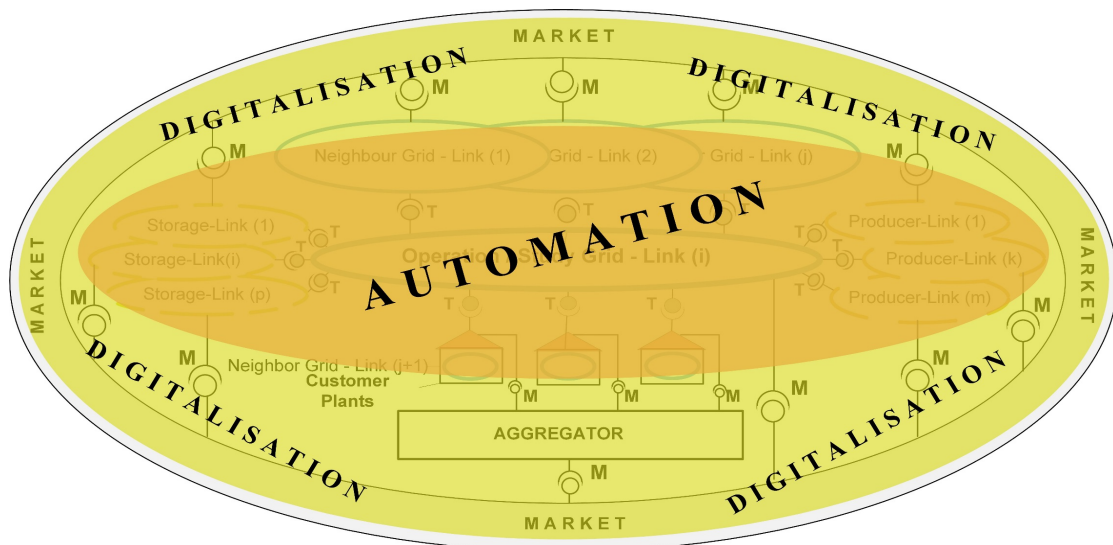 MARKET
DIGITALISATION
DIGITALISATION
M
M
M
M
M
Neighbour Grid - Link (1)
Grid - Link (2)
Grid - Link (j)
AUTOMATION
T
T
T
Storage-Link (1)
Storage-Link(i)
Storage-Link (p)
T
T
T
Grid - Link (i)
T
T
T
Producer-Link (1)
Producer-Link (k)
Producer-Link (m)
MARKET
MARKET
T
T
T
M
M
M
M
M
Neighbor Grid - Link (j+1)
Customer
Plants
M
M
M
AGGREGATOR
DIGITALISATION
DIGITALISATION
M
MARKET